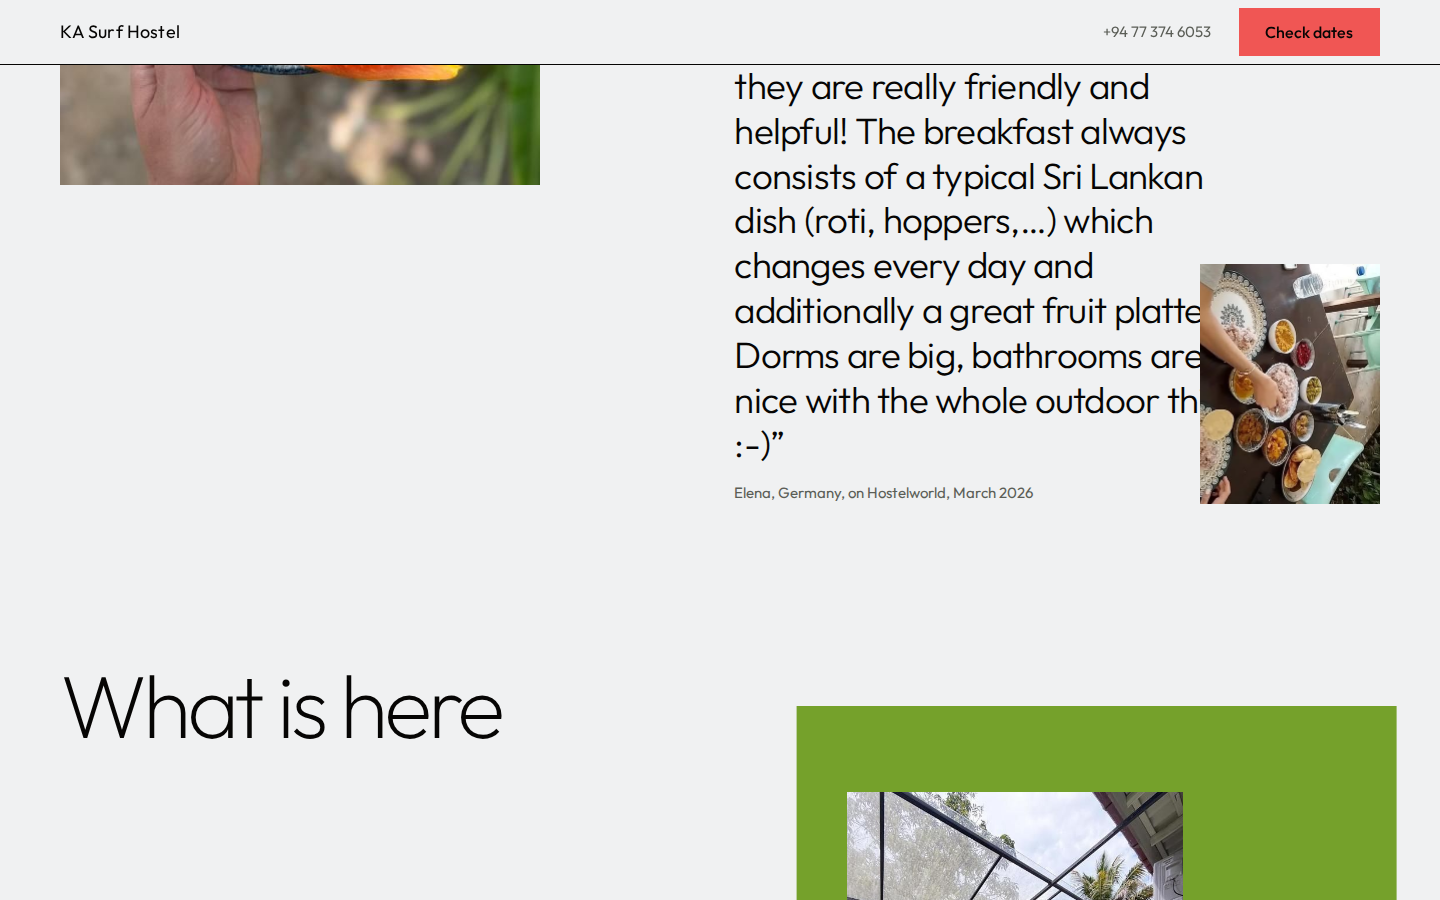 KA Surf Hostel
+94 77 374 6053
Check dates
they are really friendly and
helpful! The breakfast always
consists of a typical Sri Lankan
dish (roti, hoppers,...) which
changes every day and
additionally a great fruit platte
Dorms are big, bathrooms are
nice with the whole outdoor th
:-)”
Elena, Germany, on Hostelworld, March 2026
What is here